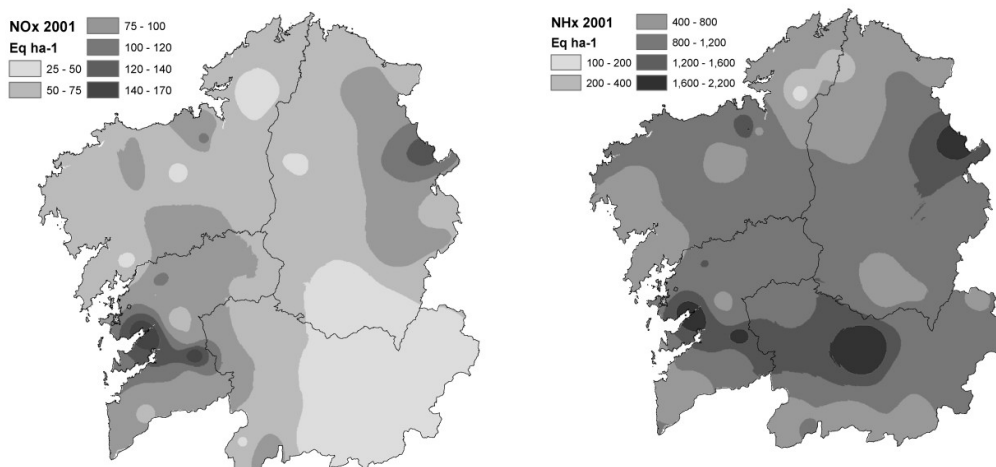 NOx 2001
Eq ha-1
25 - 50
50 - 75
75 - 100
100 - 120
120 - 140
140 - 170
NHx 2001
Eq ha-1
100 - 200
200 - 400
400 - 800
800 - 1,200
1,200 - 1,600
1,600 - 2,200